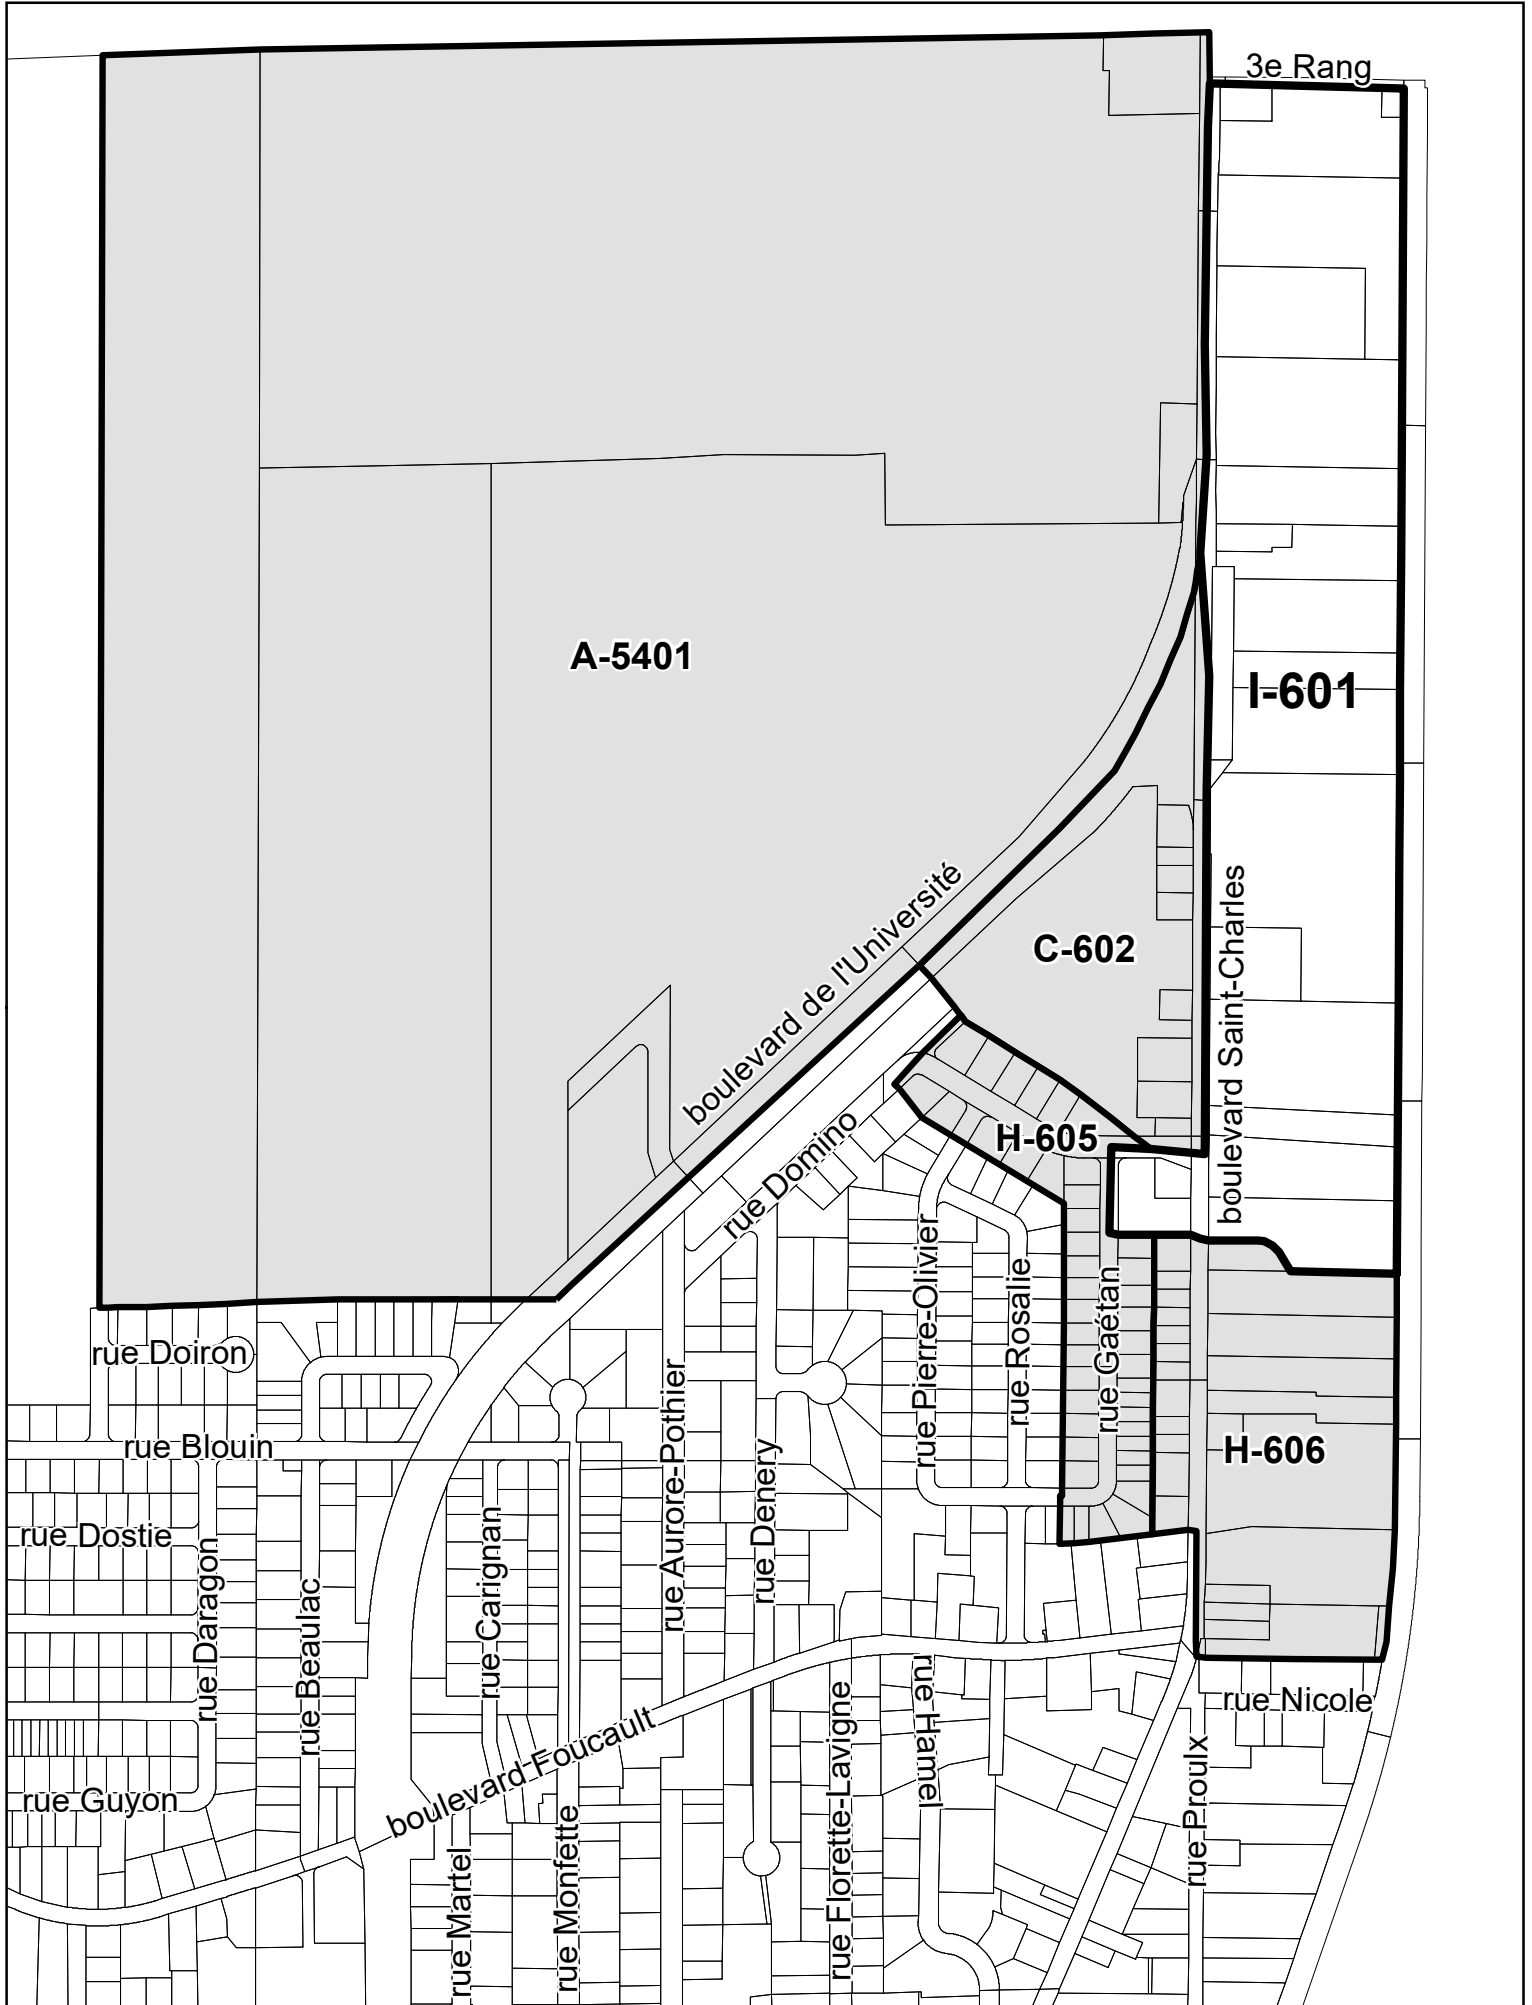 3e Rang
A-5401
I-601
boulevard de l'Université
C-602
boulevard Saint-Charles
H-605
rue Domino
rue Pierre-Olivier
rue Rosalie
rue Gaétan
rue Doiron
rue Aurore-Pothier
rue Denery
rue Blouin
H-606
rue Dostie
rue Daragon
rue Beaulac
rue Carignan
rue Nicole
rue Hamel
rue Florette-Lavigne
boulevard Foucault
rue Proulx
rue Guyon
rue Martel
rue Monfette